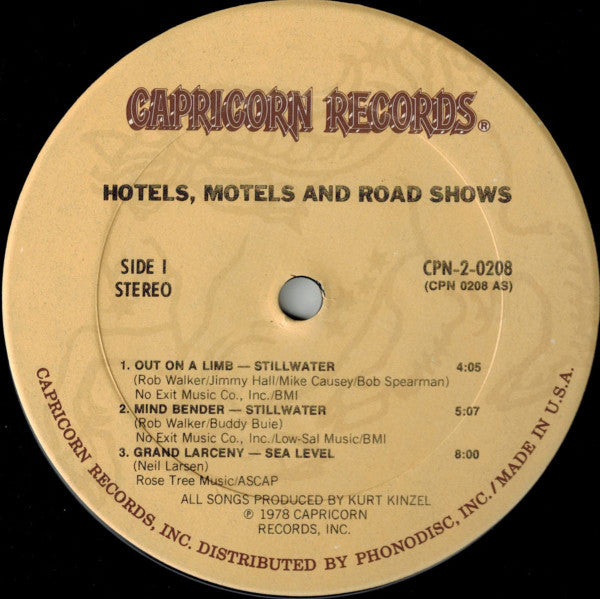 CAPRICORN RECORDS®
HOTELS, MOTELS AND ROAD SHOWS
SIDE I
STEREO
CPN-2-0208
(CPN 0208 AS)
1. OUT ON A LIMB — STILLWATER 4:05
(Rob Walker/Jimmy Hall/Mike Causey/Bob Spearman)
No Exit Music Co., Inc./BMI
2. MIND BENDER — STILLWATER 5:07
(Rob Walker/Buddy Buie)
No Exit Music Co., Inc./Low-Sal Music/BMI
3. GRAND LARCENY — SEA LEVEL 8:00
(Neil Larsen)
Rose Tree Music/ASCAP
ALL SONGS PRODUCED BY KURT KINZEL
℗ 1978 CAPRICORN
RECORDS, INC.
CAPRICORN RECORDS, INC. DISTRIBUTED BY PHONODISC, INC./MADE IN U.S.A.